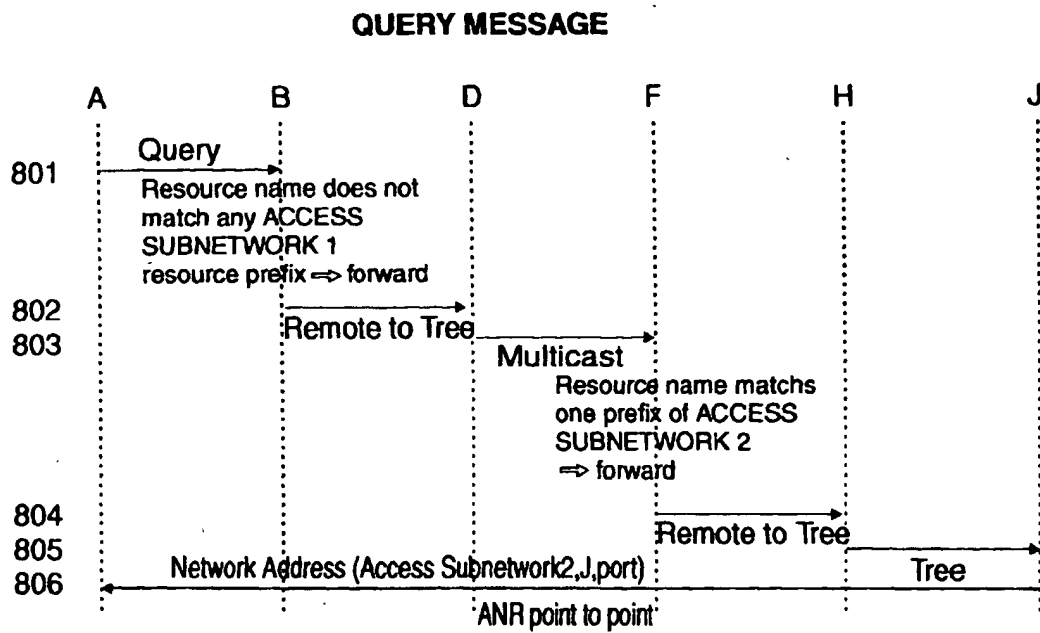 QUERY MESSAGE
A B D F H J
801 Query
Resource name does not
match any ACCESS
SUBNETWORK 1
resource prefix ⇨ forward
802
Remote to Tree
803
Multicast
Resource name matchs
one prefix of ACCESS
SUBNETWORK 2
⇨ forward
804
Remote to Tree
805
Network Address (Access Subnetwork2,J,port) Tree
806
ANR point to point